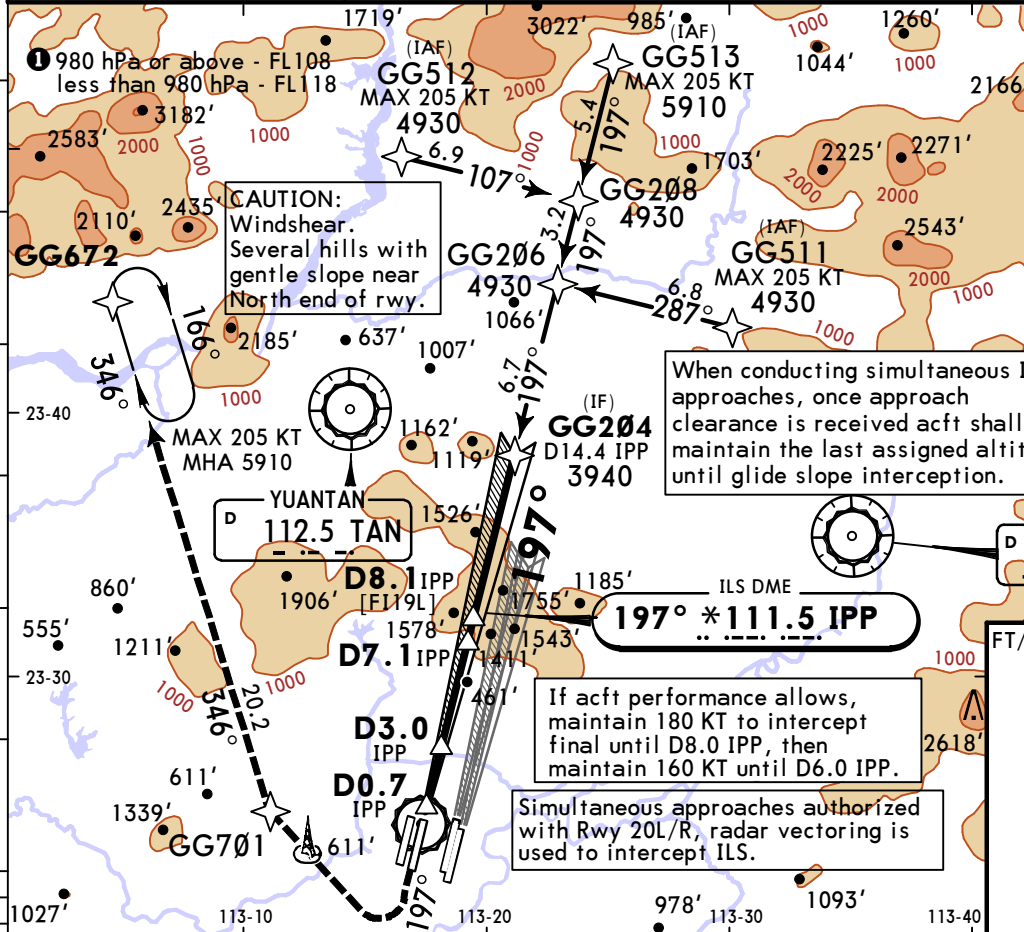 ❶ 980 hPa or above - FL108
less than 980 hPa - FL118
1719'
3022'
985'
1260'
1000
1044'
1000
2166'
(IAF)
GG512
MAX 205 KT
4930
(IAF)
GG513
MAX 205 KT
5910
2000
3182'
2583'
2000
1000
1000
1000
1000
1703'
2225'
2271'
2000
2000
5.4
197°
6.9
107°
GG208
4930
2110'
2435'
GG672
CAUTION:
Windshear.
Several hills with
gentle slope near
North end of rwy.
3.2
197°
GG206
4930
(IAF)
GG511
MAX 205 KT
4930
2543'
2000
1000
6.8
287°
1066'
1000
166°
346°
2185'
637'
1007'
1000
6.7
197°
When conducting simultaneous I
approaches, once approach
clearance is received acft shall
maintain the last assigned altit
until glide slope interception.
23-40
MAX 205 KT
MHA 5910
1162'
1119'
(IF)
GG204
D14.4 IPP
3940
YUANTAN
D 112.5 TAN
1526'
197°
D
860'
1906'
D8.1 IPP
[FI19L]
1755'
1185'
ILS DME
197° *111.5 IPP
555'
1211'
1578'
1543'
D7.1 IPP
1411'
FT/
23-30
1000
1000
1000
346°
20.2
461'
If acft performance allows,
maintain 180 KT to intercept
final until D8.0 IPP, then
maintain 160 KT until D6.0 IPP.
2618'
D3.0
IPP
611'
D0.7
IPP
Simultaneous approaches authorized
with Rwy 20L/R, radar vectoring is
used to intercept ILS.
1339'
GG701
611'
197°
1027'
978'
1093'
113-10
113-20
113-30
113-40